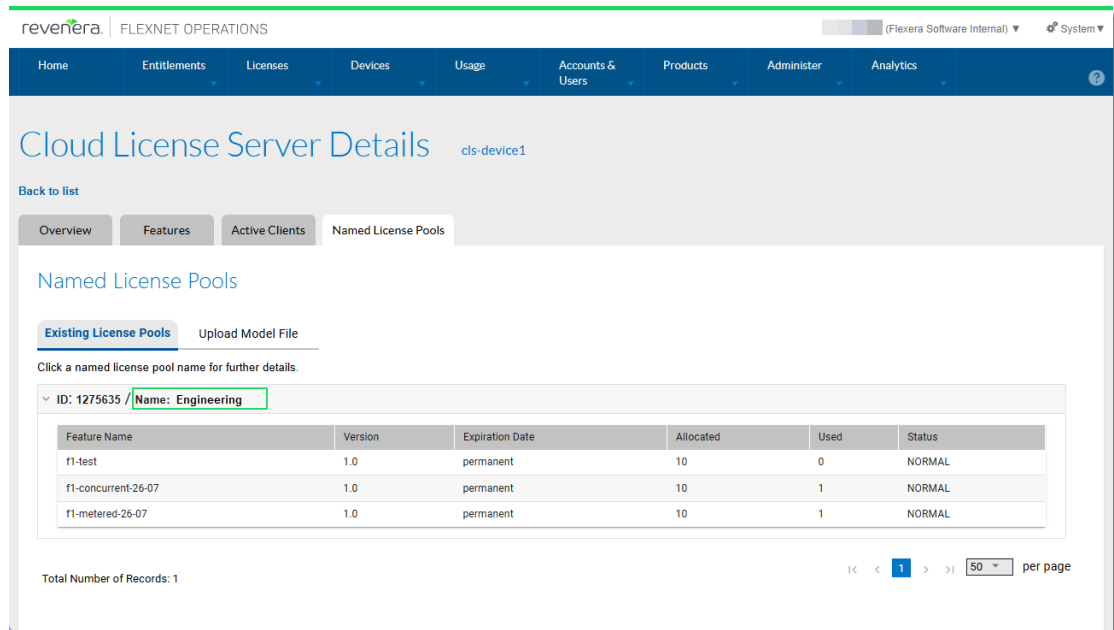 revenera. FLEXNET OPERATIONS (Flexera Software Internal) ▼ System ▼
Home Entitlements Licenses Devices Usage Accounts & Users Products Administer Analytics ?
Cloud License Server Details cls-device1
Back to list
Overview Features Active Clients Named License Pools
Named License Pools
Existing License Pools Upload Model File
Click a named license pool name for further details.
ID: 1275635 / Name: Engineering
Feature Name Version Expiration Date Allocated Used Status
f1-test 1.0 permanent 10 0 NORMAL
f1-concurrent-26-07 1.0 permanent 10 1 NORMAL
f1-metered-26-07 1.0 permanent 10 1 NORMAL
Total Number of Records: 1 1 50 per page